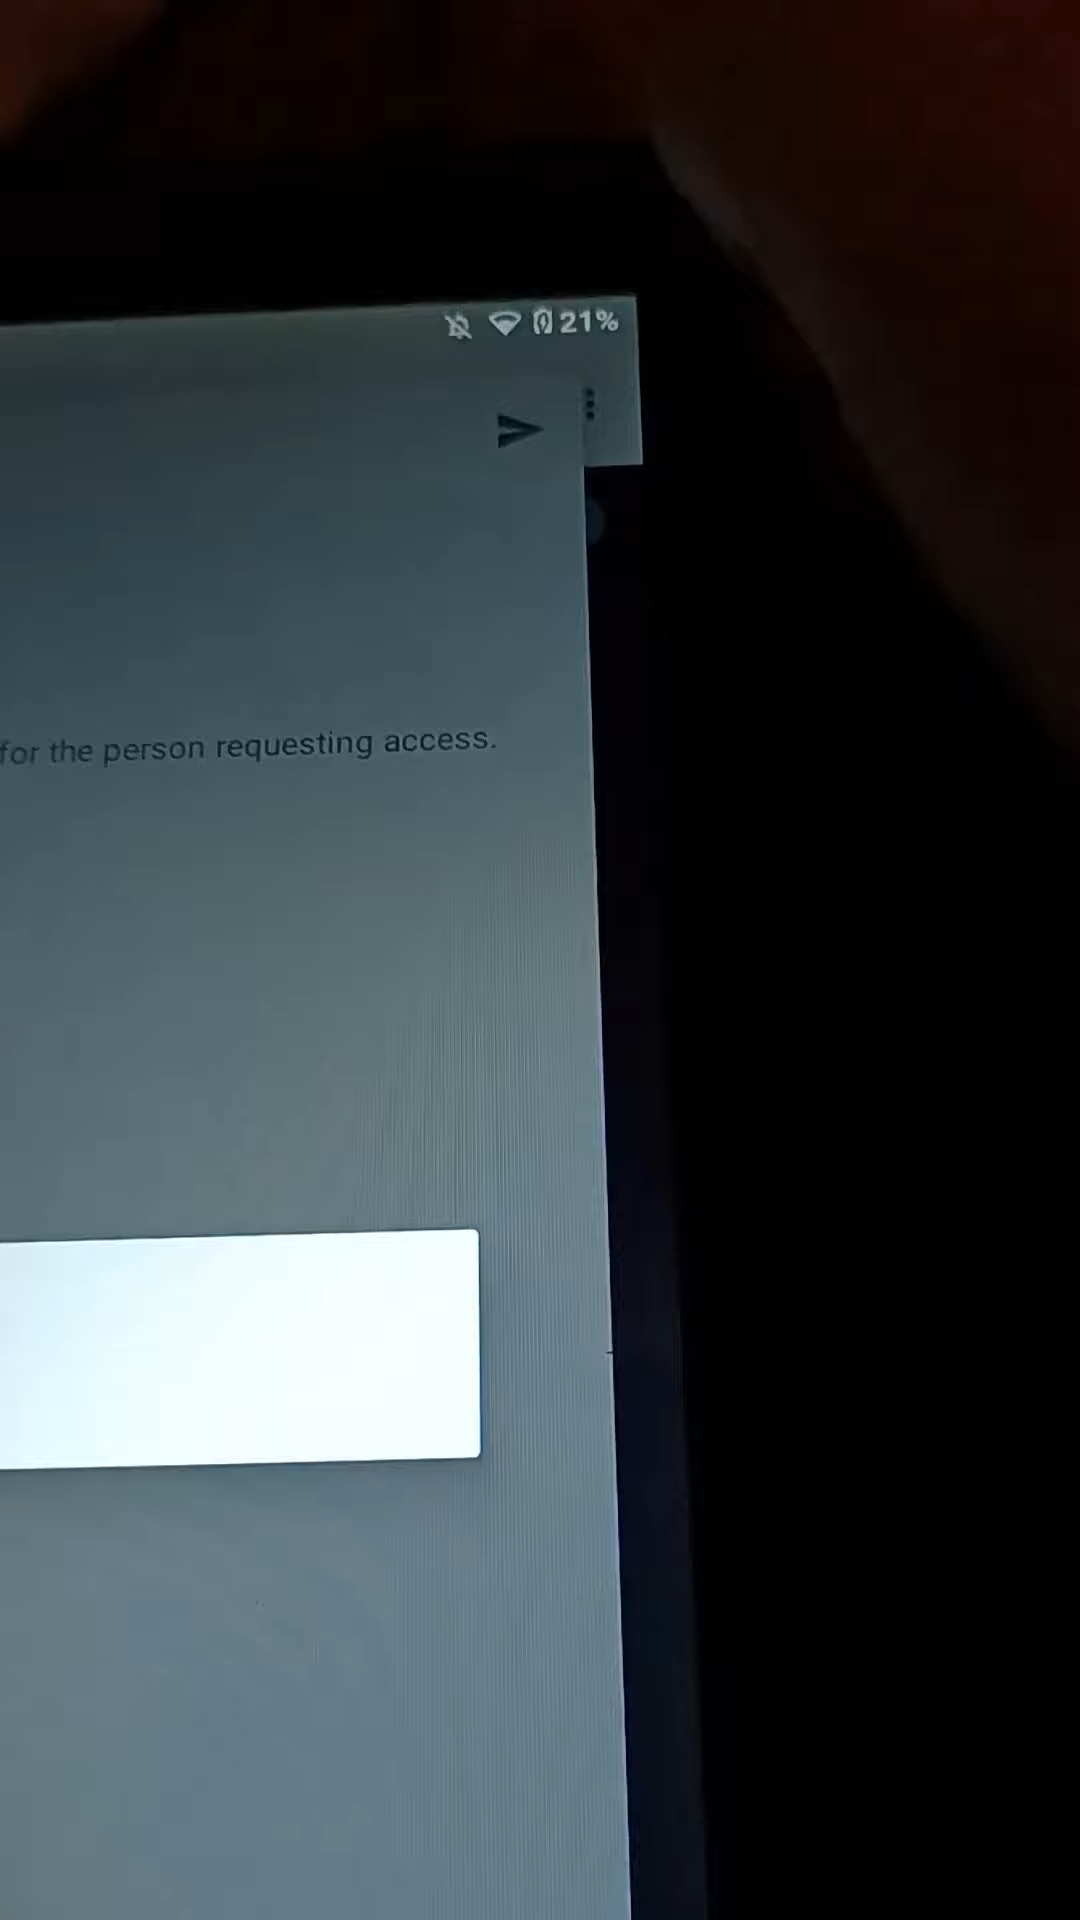 21%
for the person requesting access.